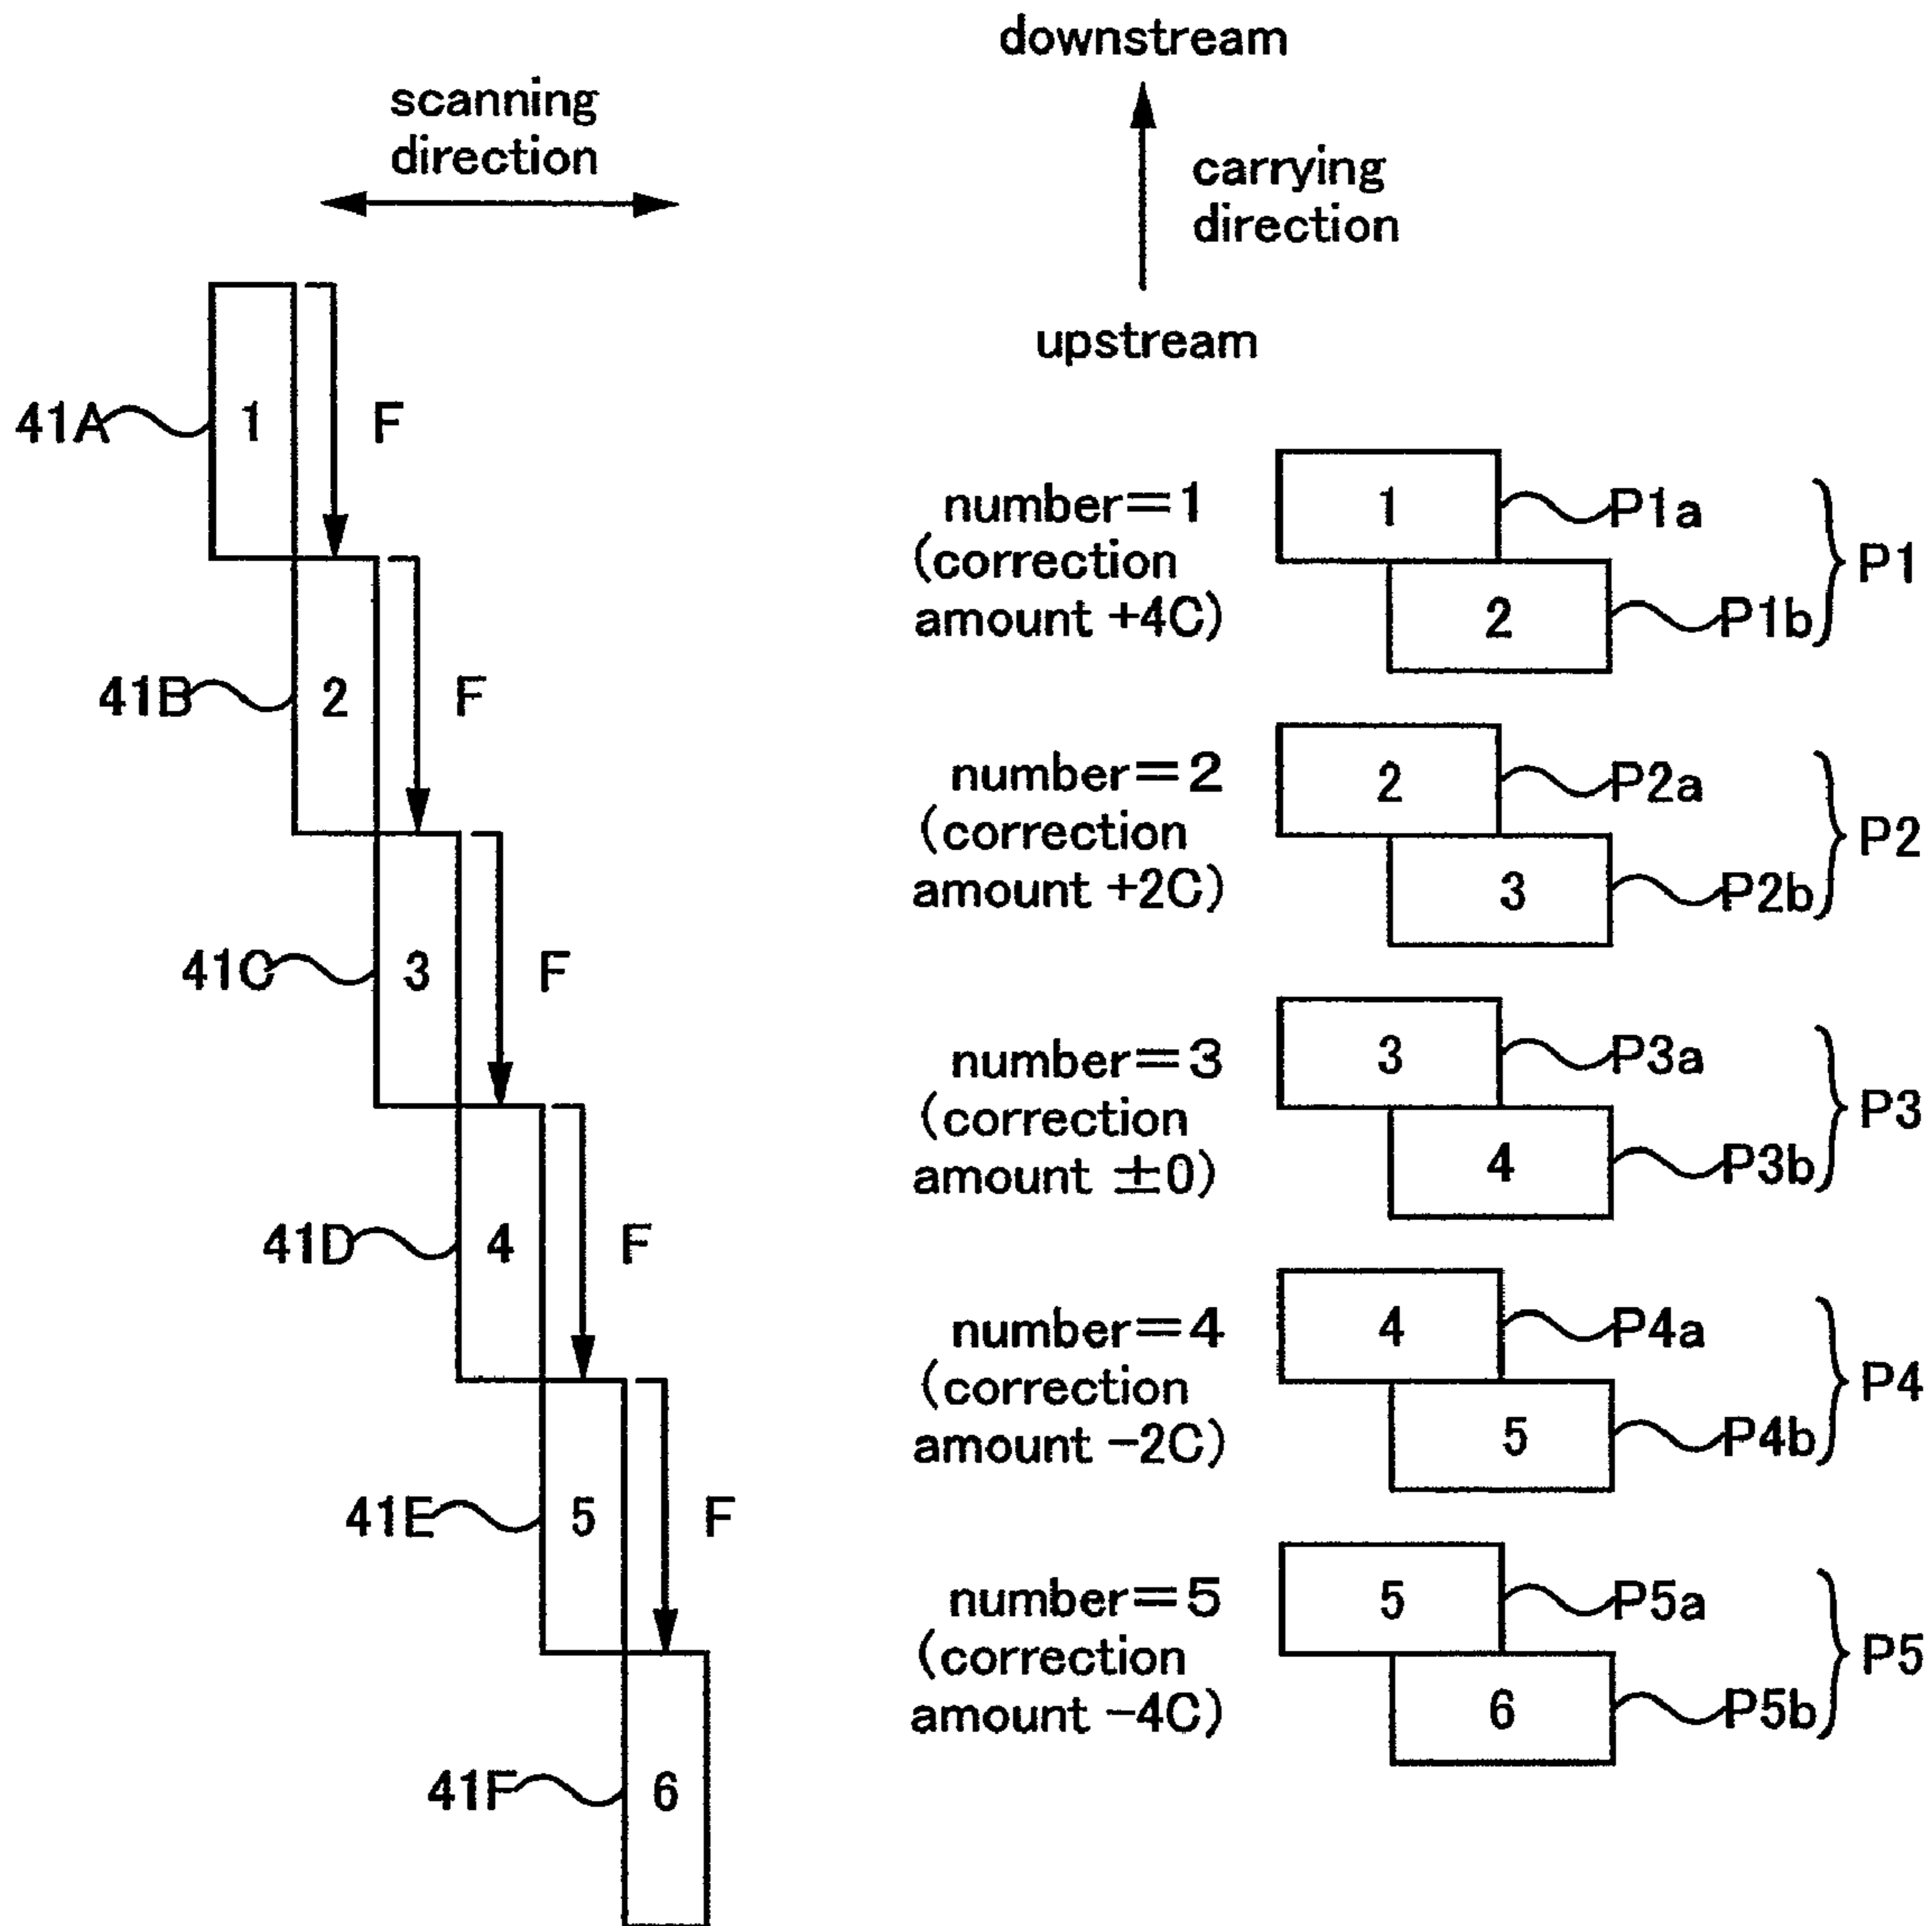 downstream
scanning
direction
carrying
direction
upstream
41A
1
F
41B
2
F
41C
3
F
41D
4
F
41E
5
F
41F
6
number=1
(correction
amount +4C)
1
P1a
2
P1b
P1
number=2
(correction
amount +2C)
2
P2a
3
P2b
P2
number=3
(correction
amount ±0)
3
P3a
4
P3b
P3
number=4
(correction
amount -2C)
4
P4a
5
P4b
P4
number=5
(correction
amount -4C)
5
P5a
6
P5b
P5